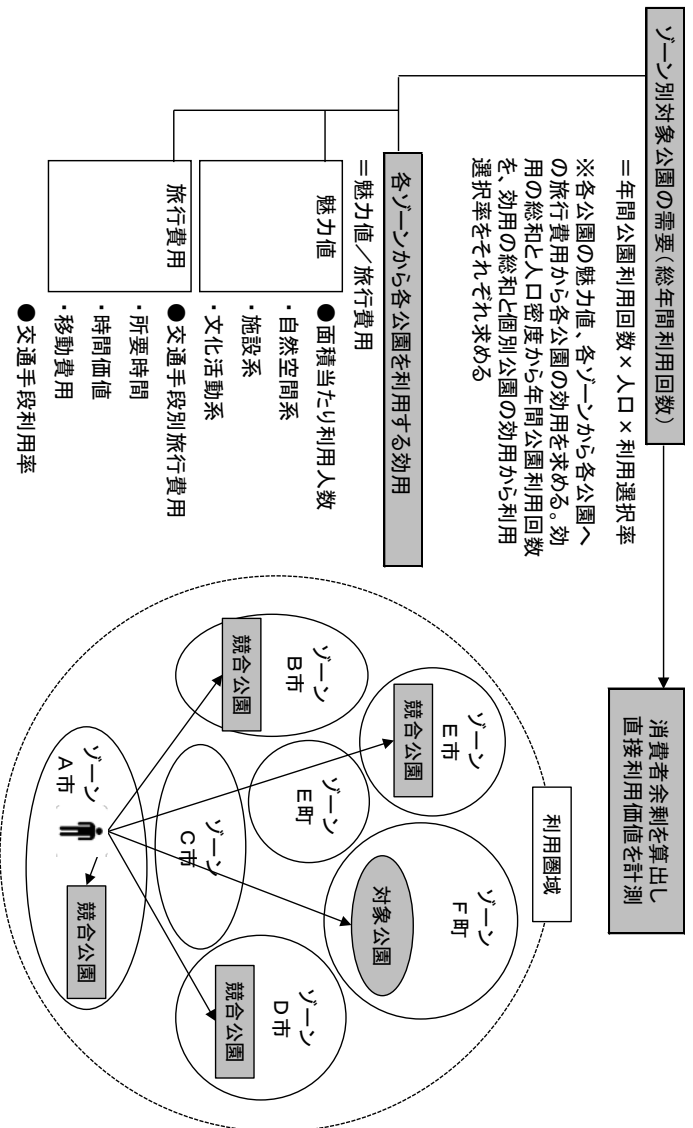 ゾーン別対象公園の需要(総年間利用回数)
＝年間公園利用回数×人口×利用選択率
※各公園の魅力値、各ゾーンから各公園へ
の旅行費用から各公園の効用を求める。効
用の総和と人口密度から年間公園利用回数
を、効用の総和と個別公園の効用から利用
選択率をそれぞれ求める
各ゾーンから各公園を利用する効用
＝魅力値／旅行費用
魅力値
●面積当たり利用人数
・自然空間系
・施設系
・文化活動系
旅行費用
●交通手段別旅行費用
・所要時間
・時間価値
・移動費用
●交通手段利用率
消費者余剰を算出し
直接利用価値を計測
利用圏域
ゾーン
E市
競合公園
ゾーン
F町
対象公園
ゾーン
B市
競合公園
ゾーン
E町
ゾーン
C市
ゾーン
D市
競合公園
ゾーン
A市
競合公園